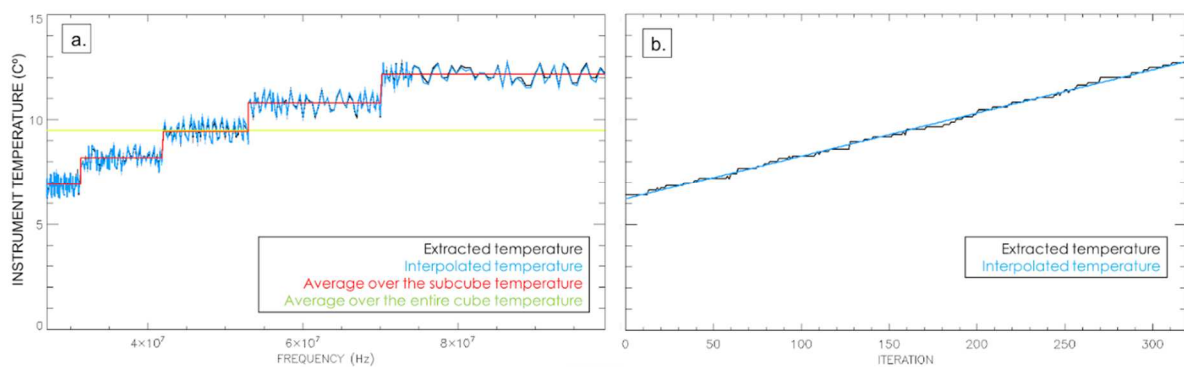 a.
INSTRUMENT TEMPERATURE (C°)
15
10
5
0
4×10⁷
6×10⁷
8×10⁷
FREQUENCY (Hz)
Extracted temperature
Interpolated temperature
Average over the subcube temperature
Average over the entire cube temperature
b.
0
50
100
150
200
250
300
ITERATION
Extracted temperature
Interpolated temperature